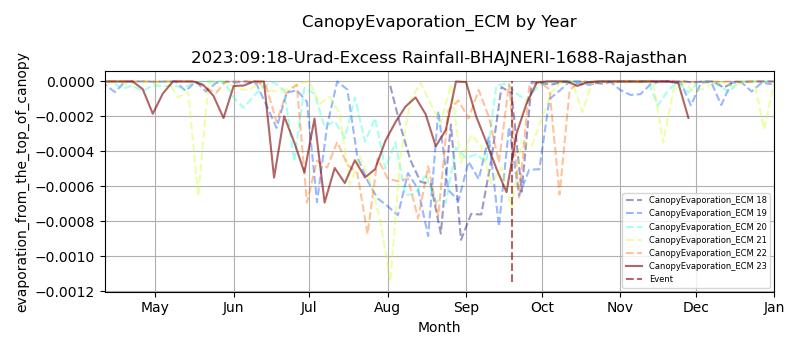 CanopyEvaporation_ECM by Year
2023:09:18-Urad-Excess Rainfall-BHAJNERI-1688-Rajasthan
evaporation_from_the_top_of_canopy
0.0000
−0.0002
−0.0004
−0.0006
−0.0008
−0.0010
−0.0012
CanopyEvaporation_ECM 18
CanopyEvaporation_ECM 19
CanopyEvaporation_ECM 20
CanopyEvaporation_ECM 21
CanopyEvaporation_ECM 22
CanopyEvaporation_ECM 23
Event
May Jun Jul Aug Sep Oct Nov Dec Jan
Month